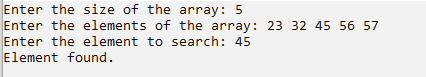 Enter the size of the array: 5
Enter the elements of the array: 23 32 45 56 57
Enter the element to search: 45
Element found.